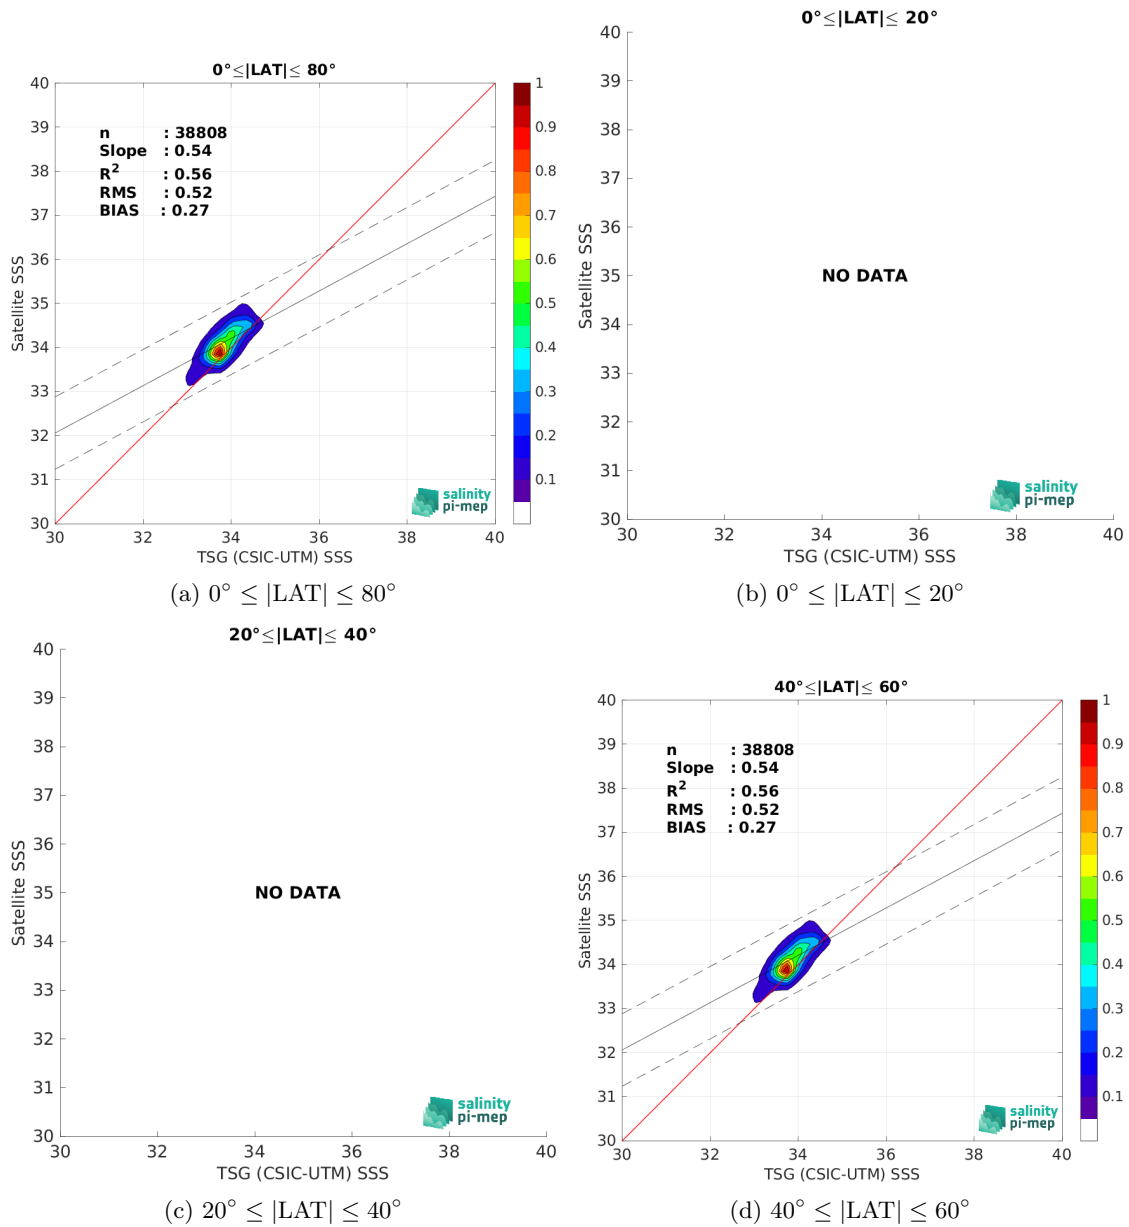 0°≤|LAT|≤ 80°
n : 38808
Slope : 0.54
R² : 0.56
RMS : 0.52
BIAS : 0.27
40
39
38
37
36
35
34
33
32
31
30
30 32 34 36 38 40
Satellite SSS
TSG (CSIC-UTM) SSS
1
0.9
0.8
0.7
0.6
0.5
0.4
0.3
0.2
0.1
salinity
pi-mep
(a) 0° ≤ |LAT| ≤ 80°
0°≤|LAT|≤ 20°
40
39
38
37
36
35
34
33
32
31
30
30 32 34 36 38 40
Satellite SSS
NO DATA
TSG (CSIC-UTM) SSS
salinity
pi-mep
(b) 0° ≤ |LAT| ≤ 20°
20°≤|LAT|≤ 40°
40
39
38
37
36
35
34
33
32
31
30
30 32 34 36 38 40
Satellite SSS
NO DATA
TSG (CSIC-UTM) SSS
salinity
pi-mep
(c) 20° ≤ |LAT| ≤ 40°
40°≤|LAT|≤ 60°
n : 38808
Slope : 0.54
R² : 0.56
RMS : 0.52
BIAS : 0.27
40
39
38
37
36
35
34
33
32
31
30
30 32 34 36 38 40
Satellite SSS
TSG (CSIC-UTM) SSS
1
0.9
0.8
0.7
0.6
0.5
0.4
0.3
0.2
0.1
salinity
pi-mep
(d) 40° ≤ |LAT| ≤ 60°